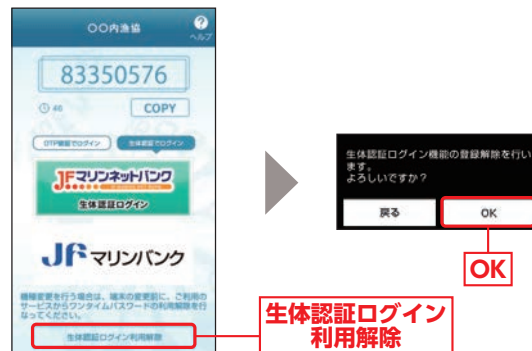 〇〇内漁協
?
ヘルプ
83350576
46
COPY
OTP認証でログイン
生体認証でログイン
JFマリンネットバンク
生体認証ログイン
JFマリンバンク
機種変更を行う場合は、端末の変更前に、ご利用の
サービスからワンタイムパスワードの利用解除を行
なってください。
生体認証ログイン利用解除
生体認証ログイン機能の登録解除を行い
ます。
よろしいですか?
戻る
OK
OK
生体認証ログイン
利用解除